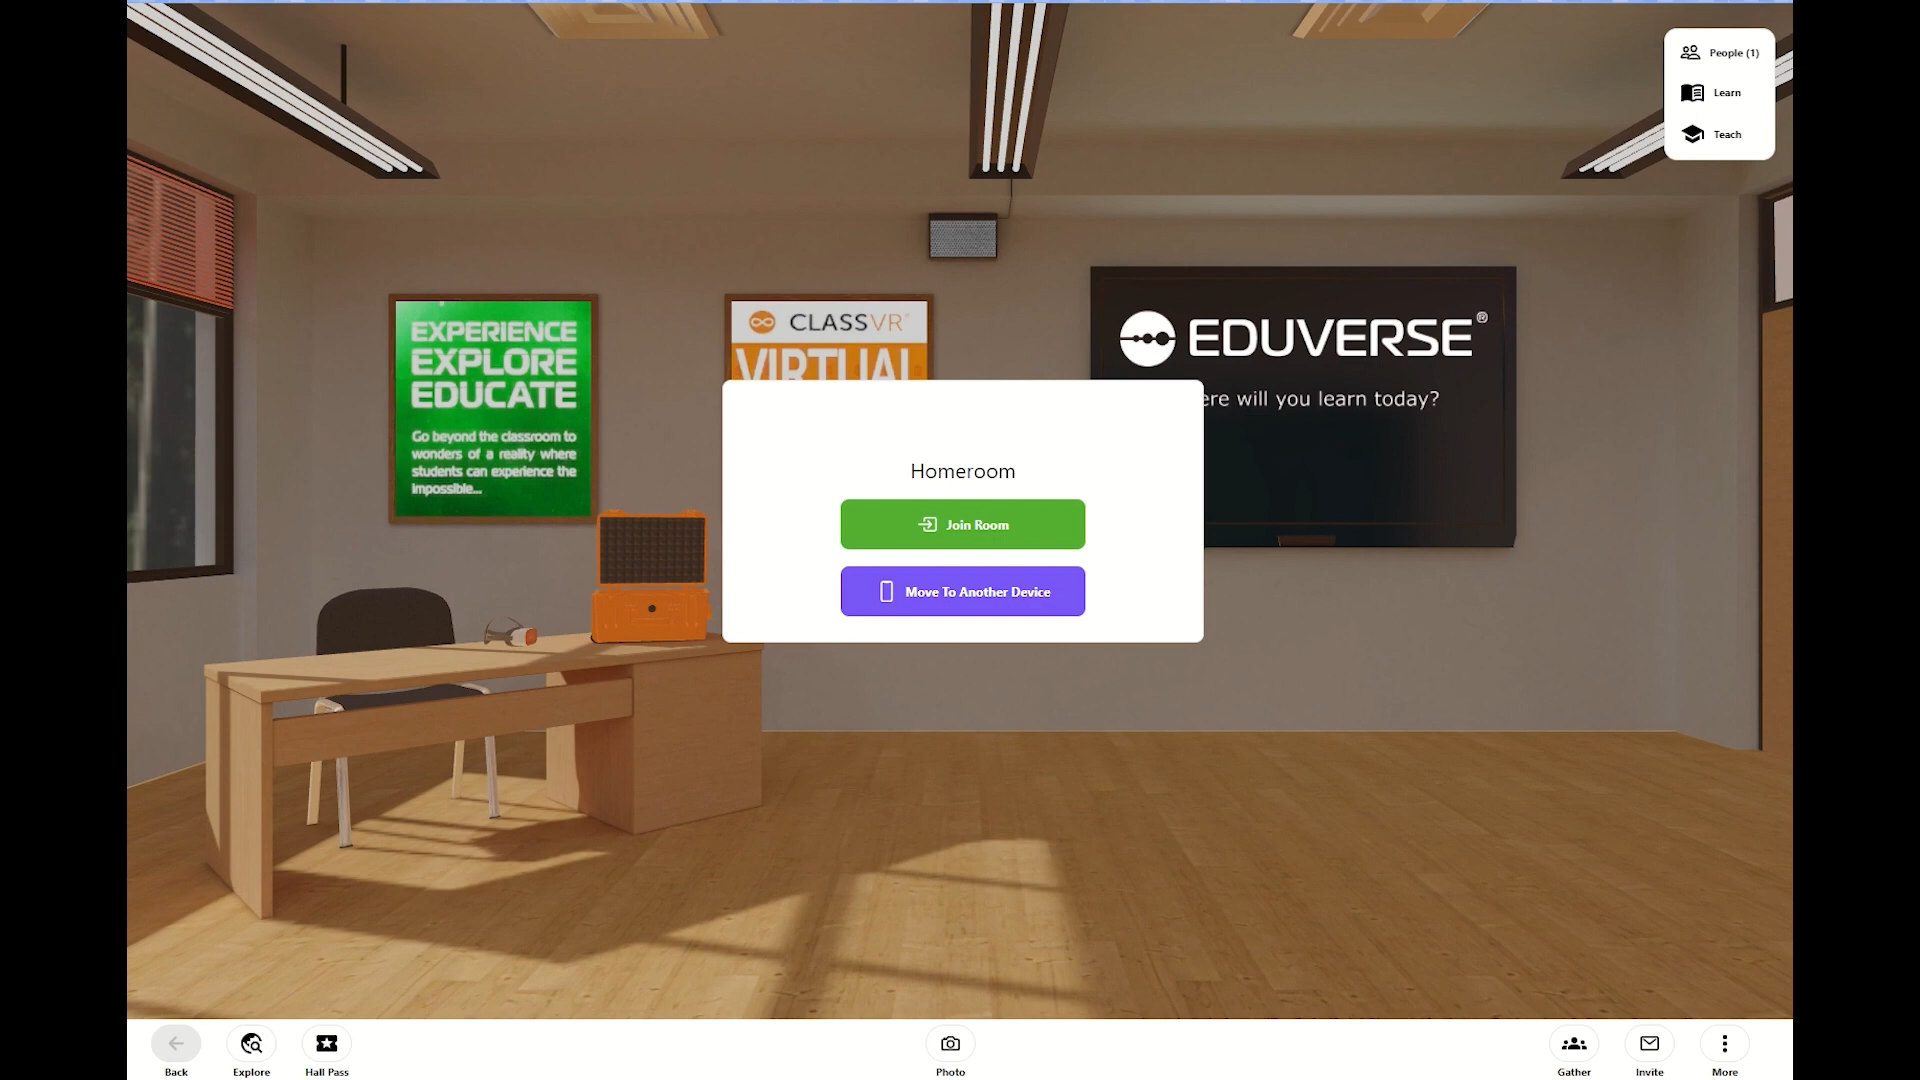 People (1)
Learn
Teach
EXPERIENCE
EXPLORE
EDUCATE
Go beyond the classroom to
wonders of a reality where
students can experience the
impossible...
CLASSVR
VIRTUAL
EDUVERSE®
ere will you learn today?
Homeroom
Join Room
Move To Another Device
Back
Explore
Hall Pass
Photo
Gather
Invite
More